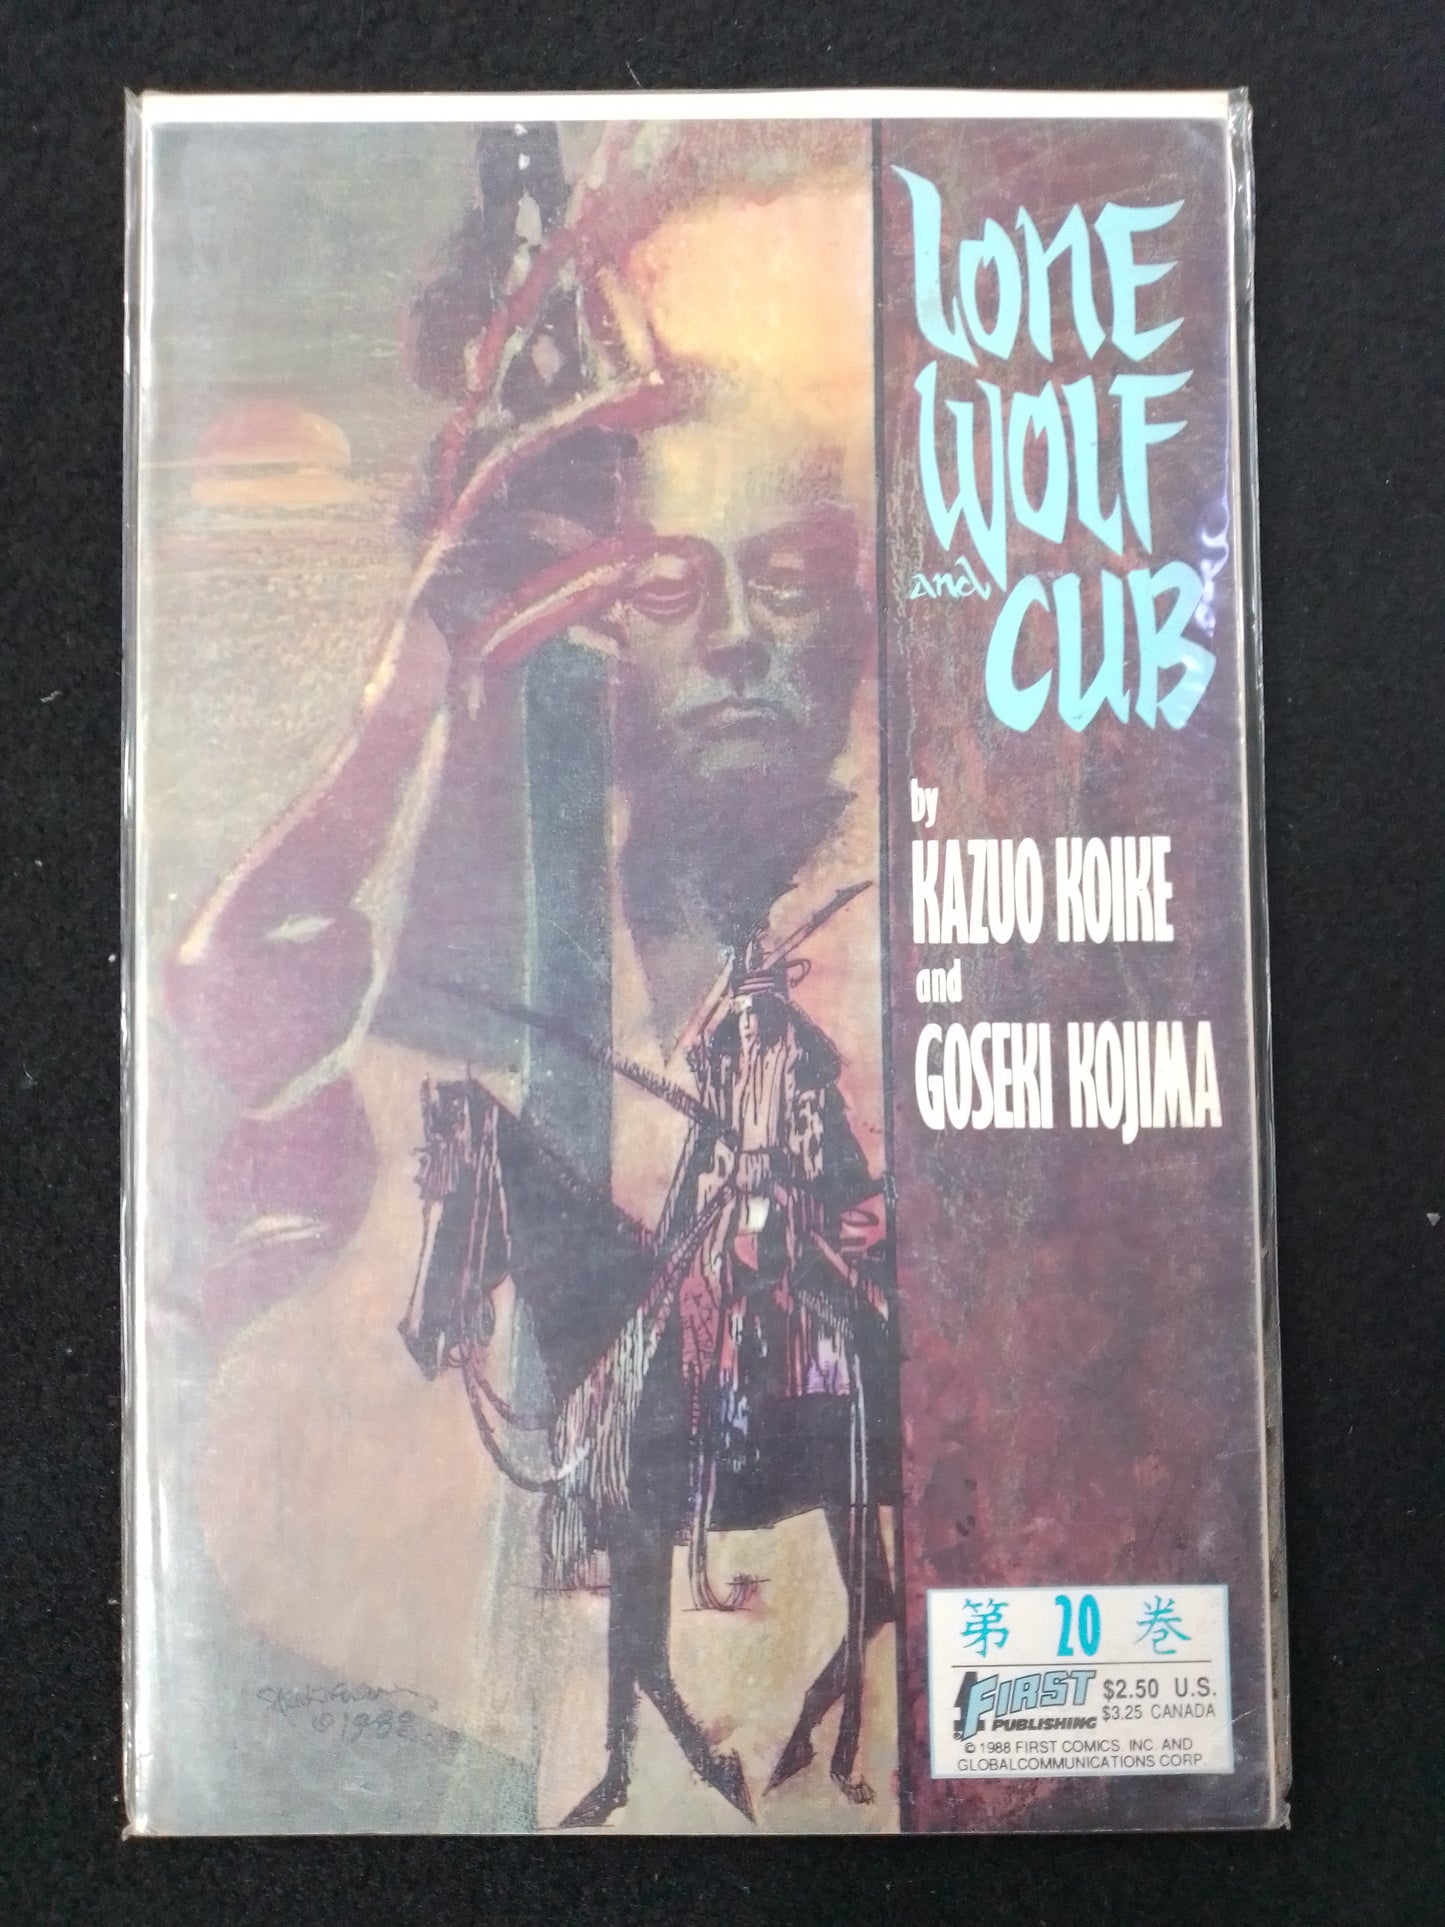 LONE
WOLF
and CUB
by
KAZUO KOIKE
and
GOSEKI KOJIMA
第 20 巻
FIRST
PUBLISHING
$2.50 U.S.
$3.25 CANADA
© 1988 FIRST COMICS, INC. AND
GLOBALCOMMUNICATIONS CORP.
© 1988